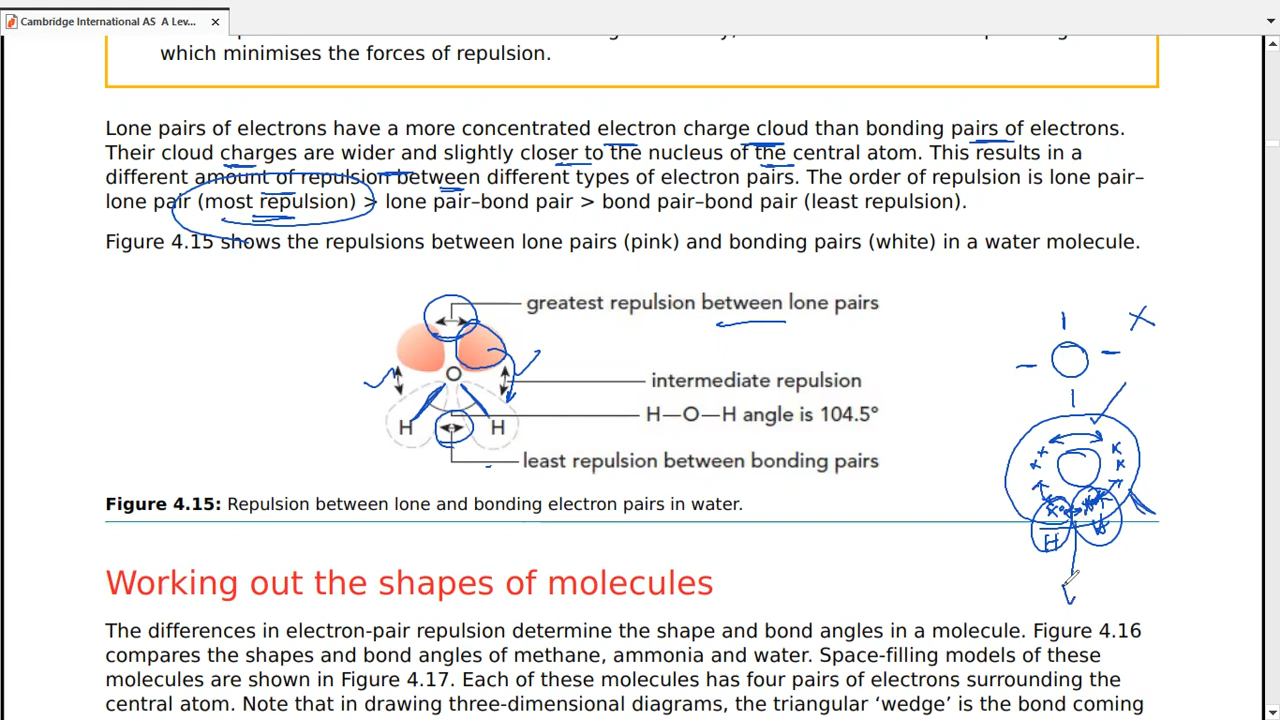 Cambridge International AS A Lev...
which minimises the forces of repulsion.
Lone pairs of electrons have a more concentrated electron charge cloud than bonding pairs of electrons.
Their cloud charges are wider and slightly closer to the nucleus of the central atom. This results in a
different amount of repulsion between different types of electron pairs. The order of repulsion is lone pair–
lone pair (most repulsion) > lone pair–bond pair > bond pair–bond pair (least repulsion).
Figure 4.15 shows the repulsions between lone pairs (pink) and bonding pairs (white) in a water molecule.
greatest repulsion between lone pairs
O
intermediate repulsion
H—O—H angle is 104.5°
H H
least repulsion between bonding pairs
H
Figure 4.15: Repulsion between lone and bonding electron pairs in water.
Working out the shapes of molecules
The differences in electron-pair repulsion determine the shape and bond angles in a molecule. Figure 4.16
compares the shapes and bond angles of methane, ammonia and water. Space-filling models of these
molecules are shown in Figure 4.17. Each of these molecules has four pairs of electrons surrounding the
central atom. Note that in drawing three-dimensional diagrams, the triangular ‘wedge’ is the bond coming